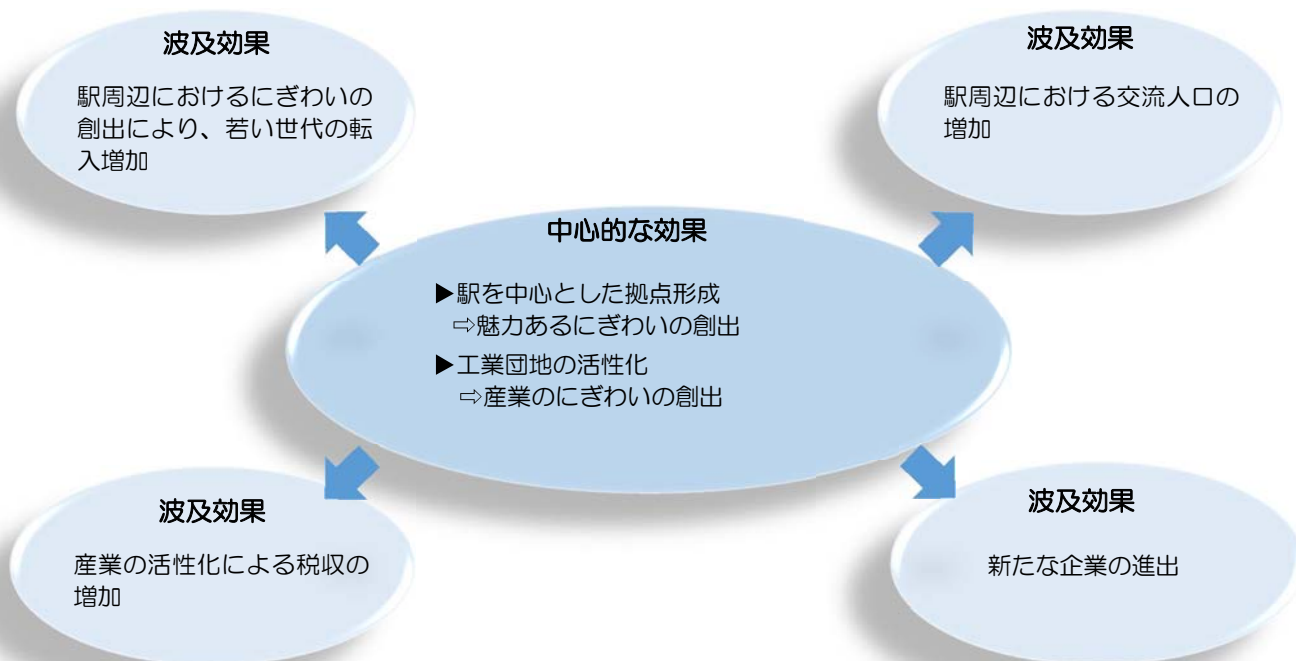 波及効果
駅周辺におけるにぎわいの
創出により、若い世代の転
入増加
波及効果
駅周辺における交流人口の
増加
中心的な効果
▶駅を中心とした拠点形成
⇨魅力あるにぎわいの創出
▶工業団地の活性化
⇨産業のにぎわいの創出
波及効果
産業の活性化による税収の
増加
波及効果
新たな企業の進出